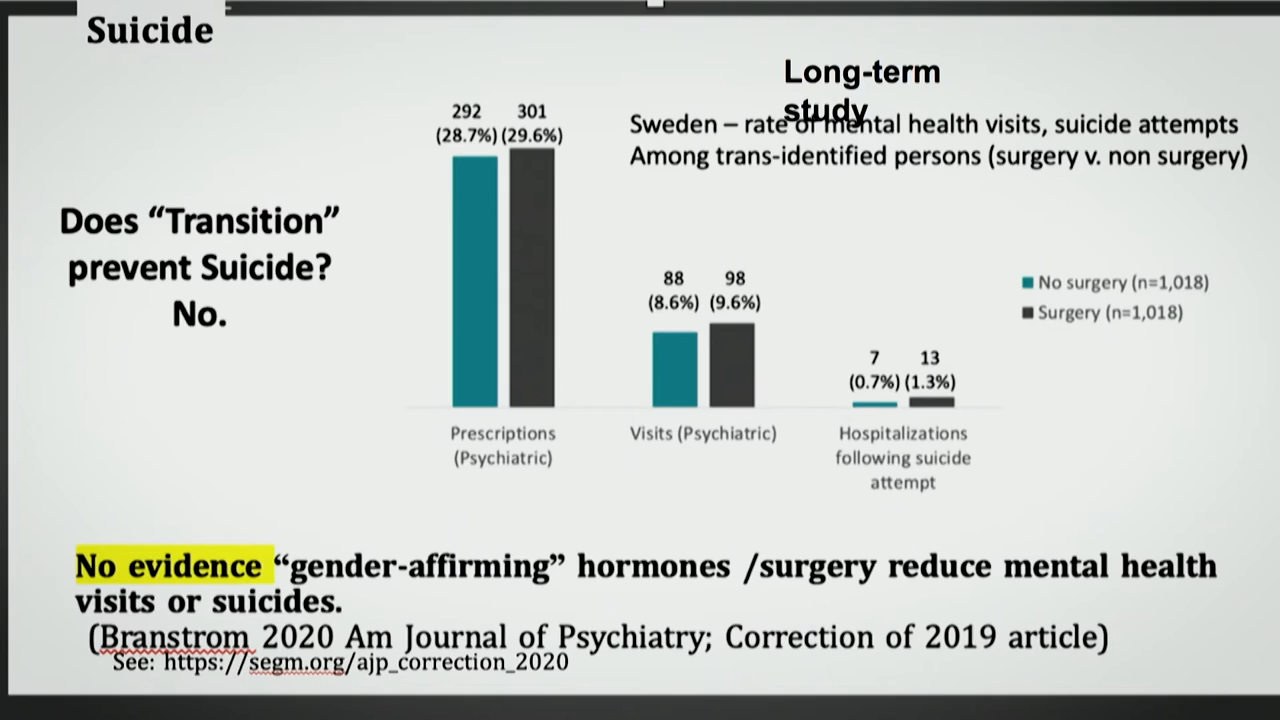 Suicide
Long-term
study
Sweden – rate of mental health visits, suicide attempts
Among trans-identified persons (surgery v. non surgery)
Does “Transition”
prevent Suicide?
No.
292 301
(28.7%) (29.6%)
88 98
(8.6%) (9.6%)
7 13
(0.7%) (1.3%)
No surgery (n=1,018)
Surgery (n=1,018)
Prescriptions
(Psychiatric)
Visits (Psychiatric)
Hospitalizations
following suicide
attempt
No evidence “gender-affirming” hormones /surgery reduce mental health
visits or suicides.
(Branstrom 2020 Am Journal of Psychiatry; Correction of 2019 article)
See: https://segm.org/ajp_correction_2020